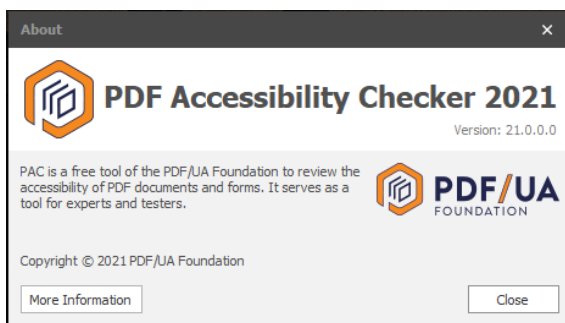 About
PDF Accessibility Checker 2021
Version: 21.0.0.0
PAC is a free tool of the PDF/UA Foundation to review the
accessibility of PDF documents and forms. It serves as a
tool for experts and testers.
PDF/UA
FOUNDATION
Copyright © 2021 PDF/UA Foundation
More Information
Close